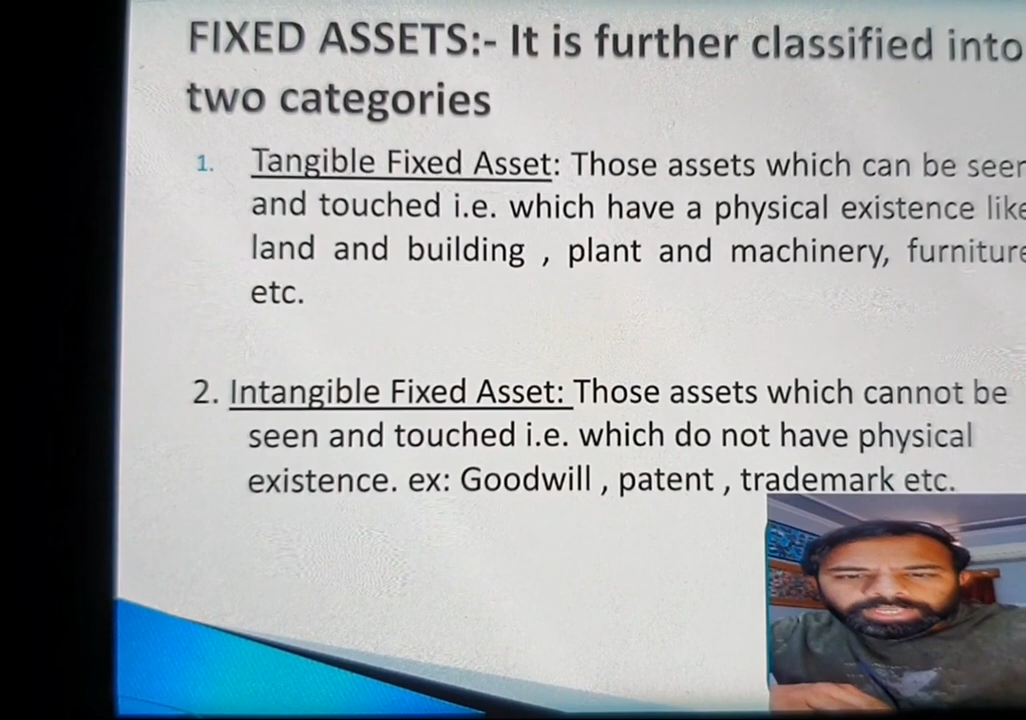 FIXED ASSETS:- It is further classified into
two categories
1. Tangible Fixed Asset: Those assets which can be seen
and touched i.e. which have a physical existence like
land and building , plant and machinery, furniture
etc.
2. Intangible Fixed Asset: Those assets which cannot be
seen and touched i.e. which do not have physical
existence. ex: Goodwill , patent , trademark etc.